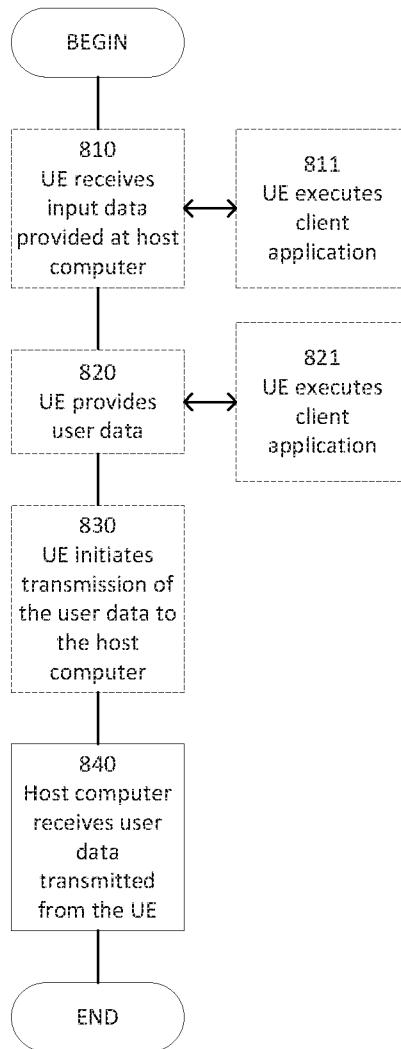 BEGIN
810
UE receives
input data
provided at host
computer
811
UE executes
client
application
820
UE provides
user data
821
UE executes
client
application
830
UE initiates
transmission of
the user data to
the host
computer
840
Host computer
receives user
data
transmitted
from the UE
END